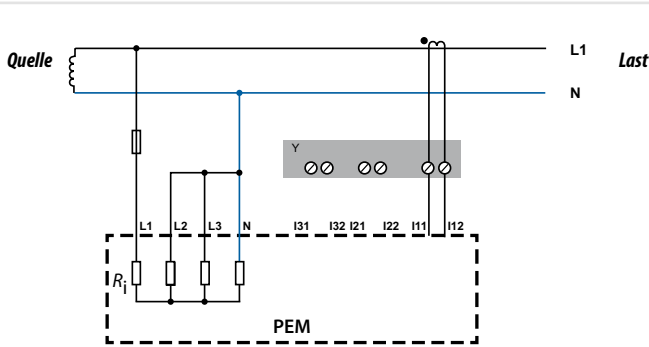 L1
Quelle
Last
N
Y
L1 L2 L3 N I31 I32 I21 I22 I11 I12
Ri
PEM